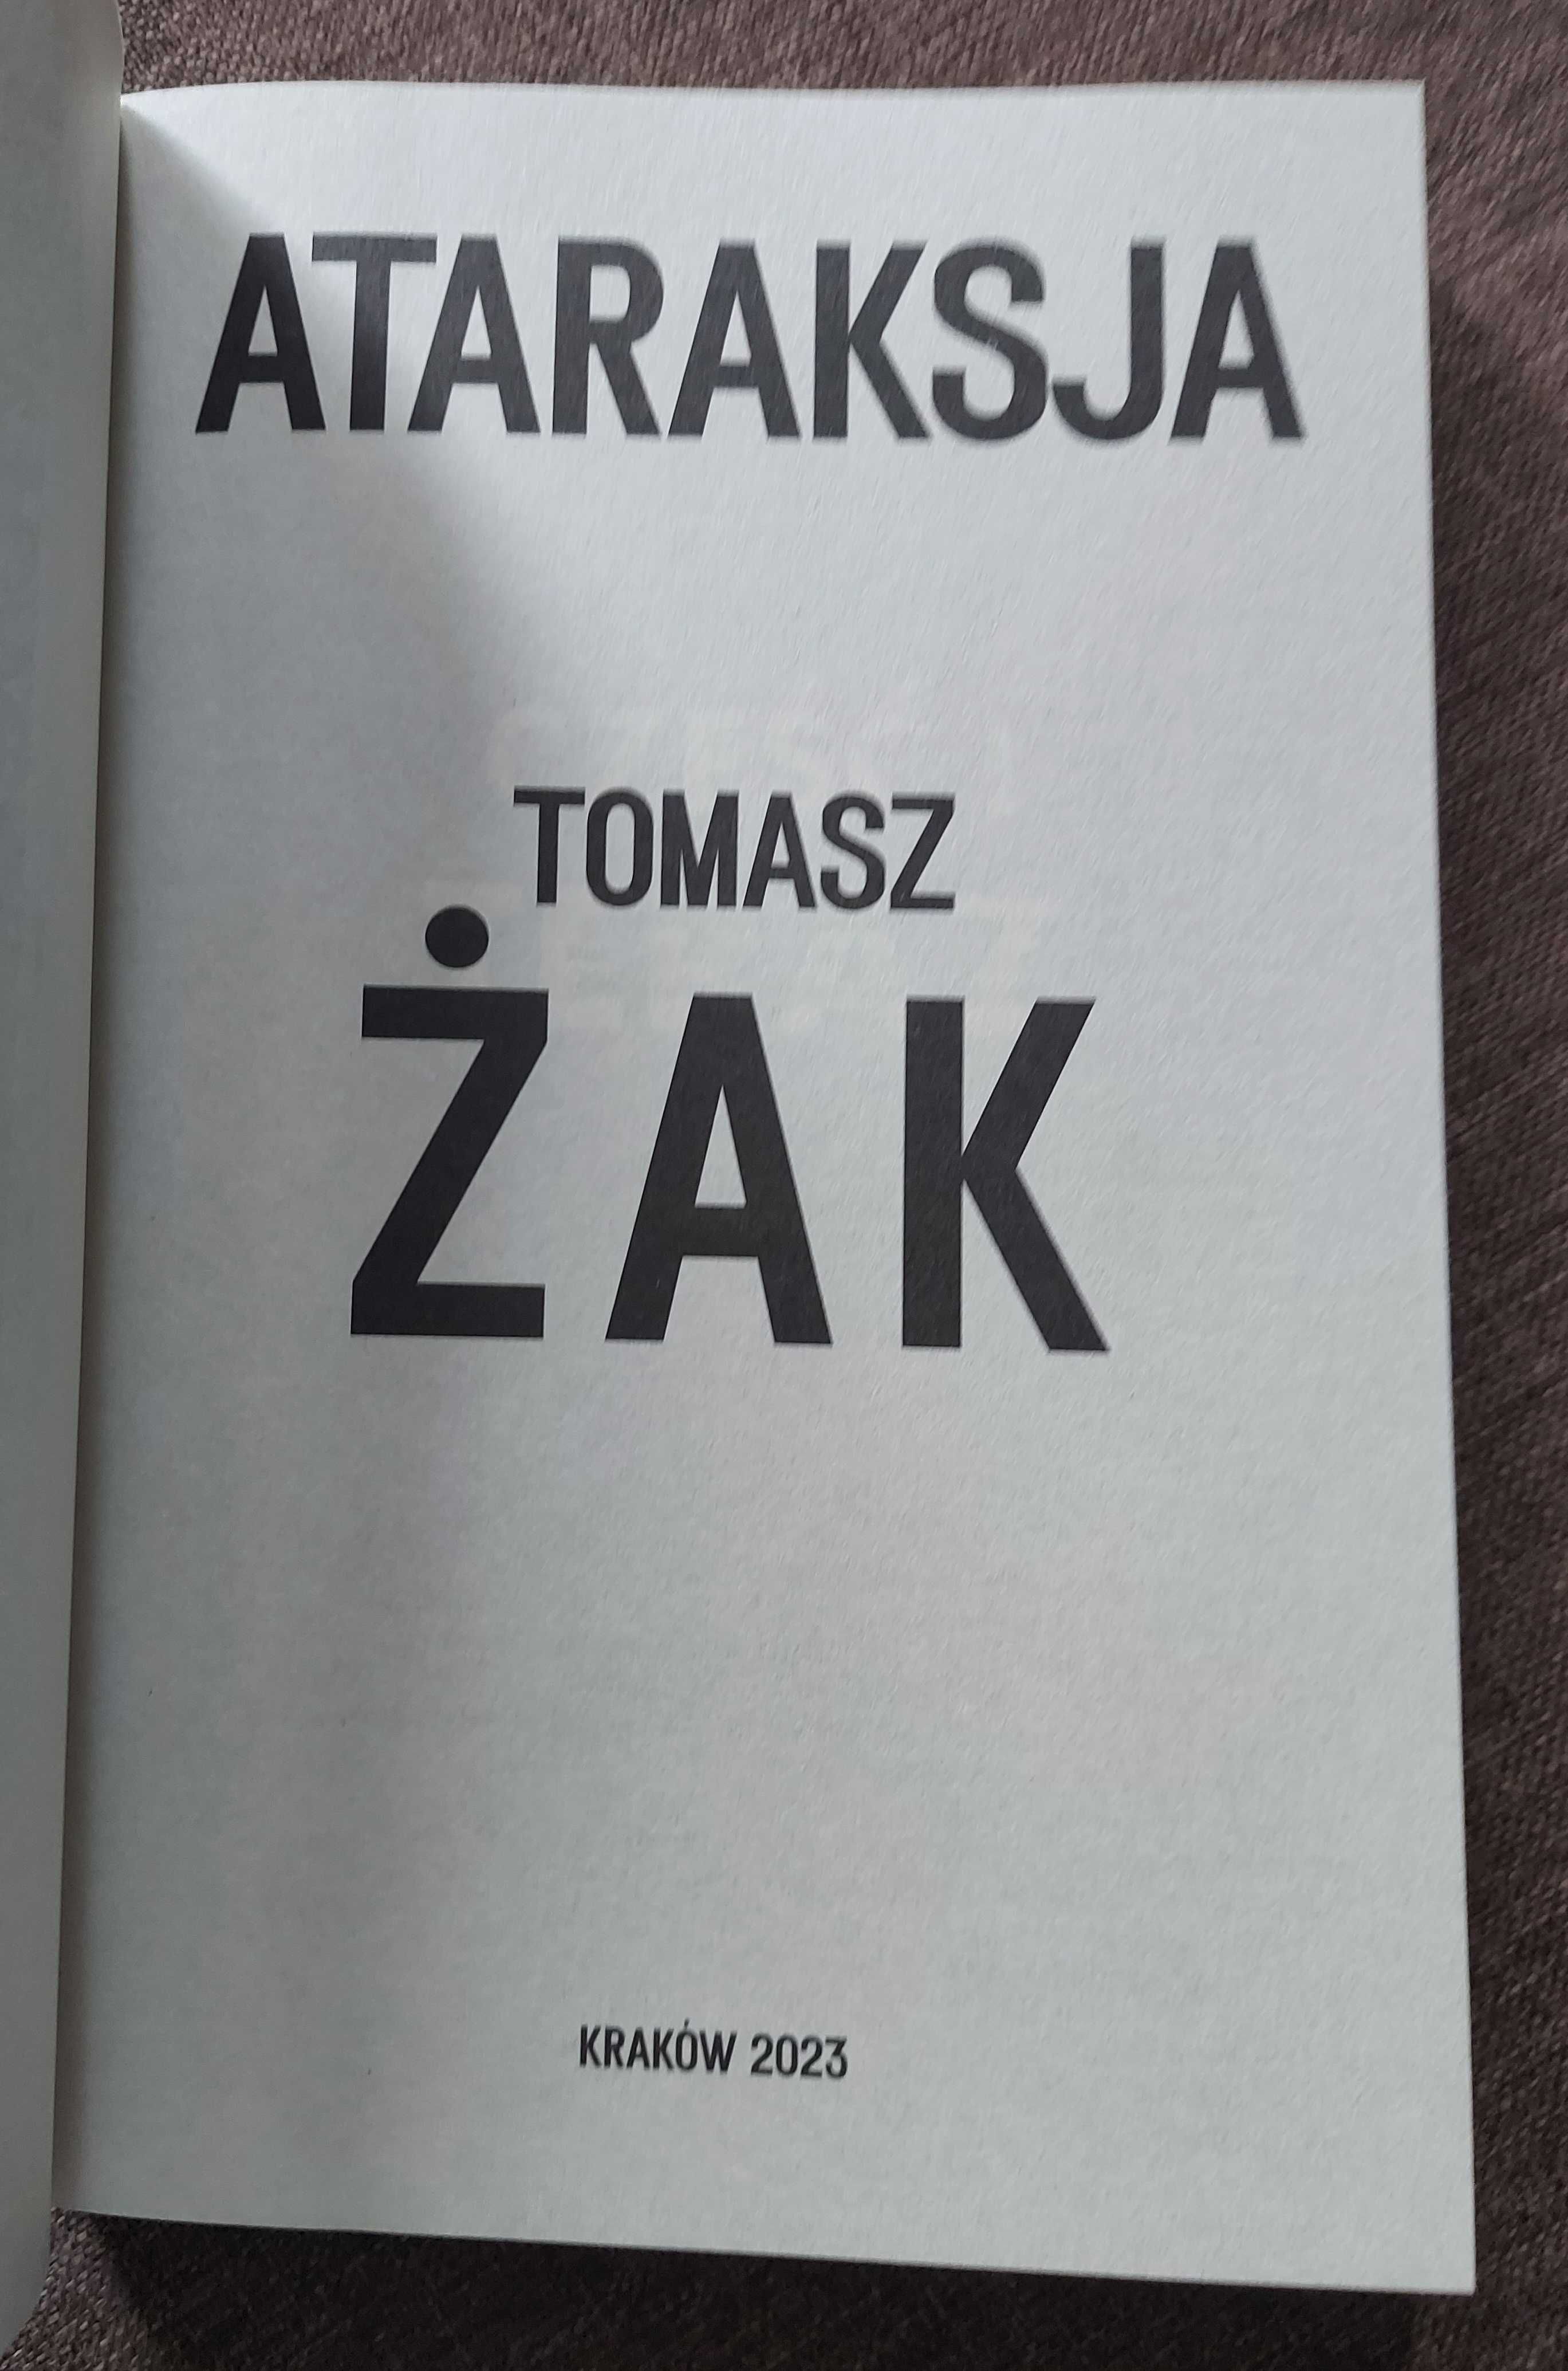 ATARAKSJA
TOMASZ
ŻAK
KRAKÓW 2023